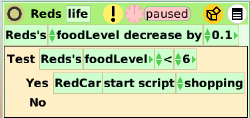 Reds life ! paused
Reds's foodLevel decrease by 0.1
Test Reds's foodLevel < 6
Yes RedCar start script shopping
No